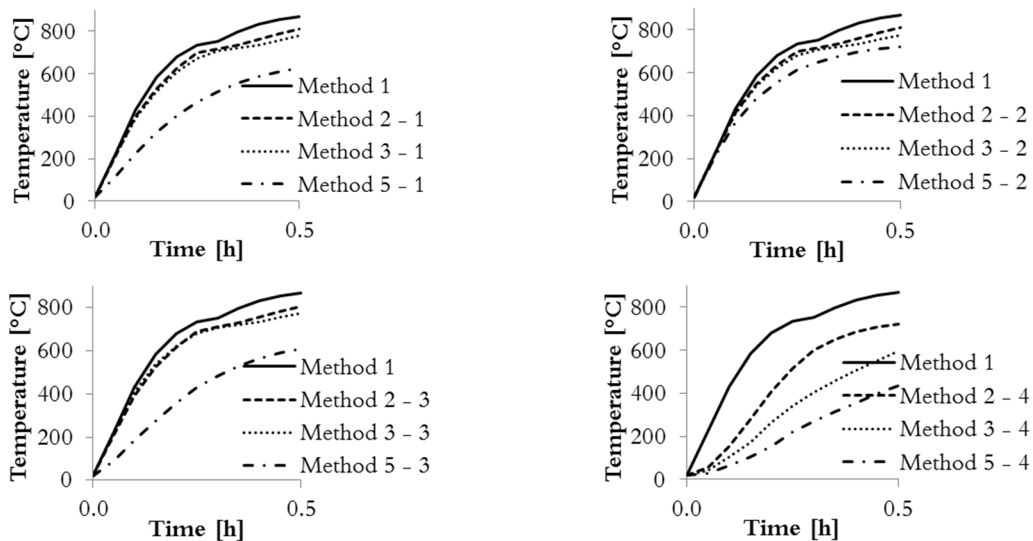 Temperature [°C]
800
600
400
200
0
0.0
0.5
Time [h]
Method 1
Method 2 - 1
Method 3 - 1
Method 5 - 1
Temperature [°C]
800
600
400
200
0
0.0
0.5
Time [h]
Method 1
Method 2 - 2
Method 3 - 2
Method 5 - 2
Temperature [°C]
800
600
400
200
0
0.0
0.5
Time [h]
Method 1
Method 2 - 3
Method 3 - 3
Method 5 - 3
Temperature [°C]
800
600
400
200
0
0.0
0.5
Time [h]
Method 1
Method 2 - 4
Method 3 - 4
Method 5 - 4